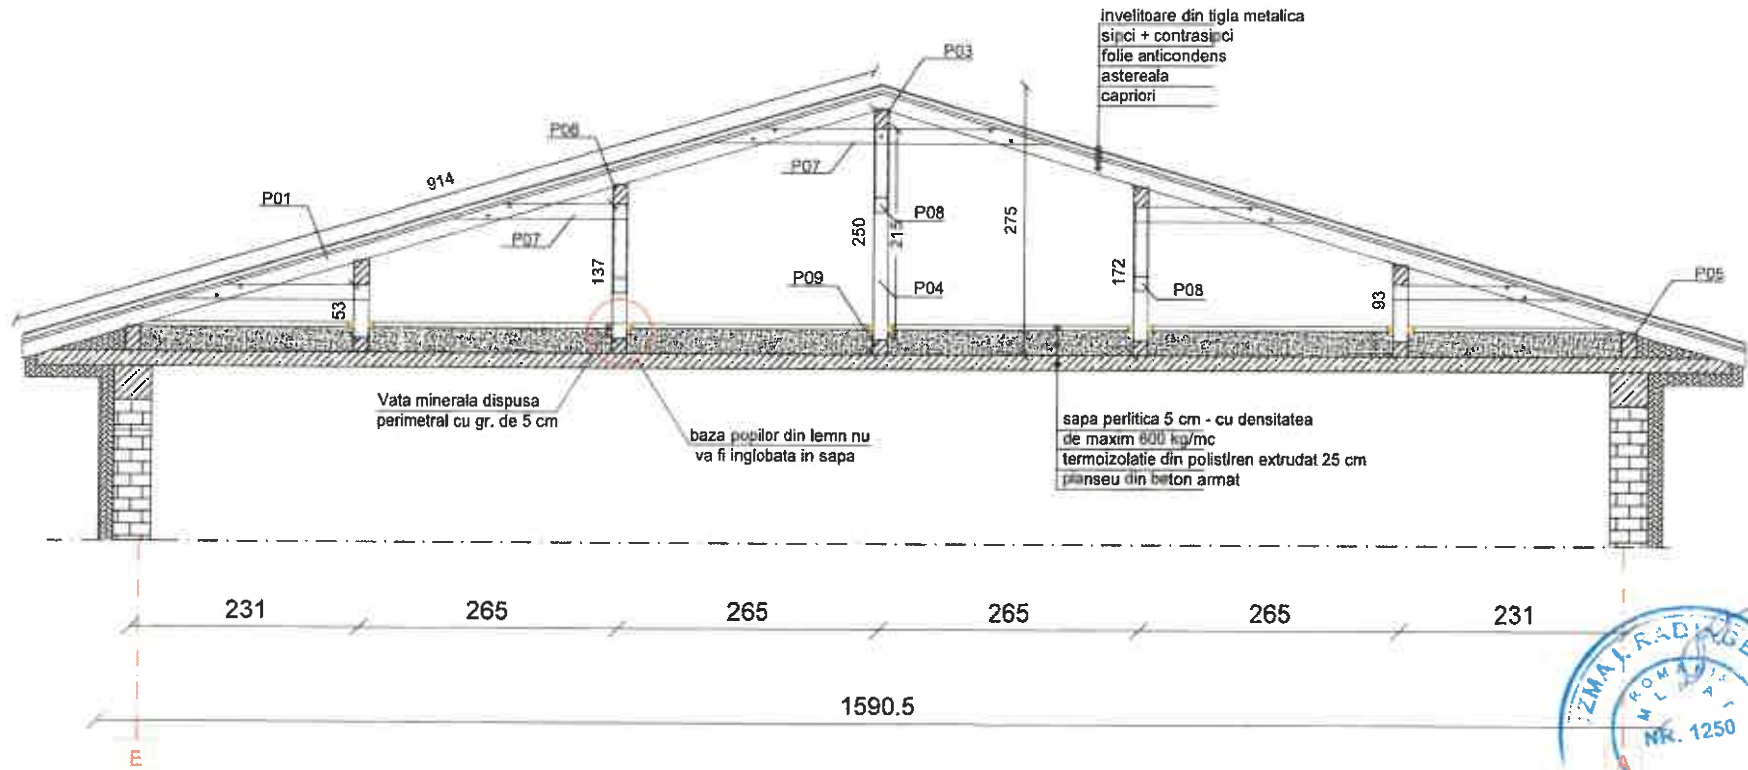 invelitoare din tigla metalica
sipci + contrasipci
folie anticondens
astereala
capriori
P03
P06
P07
914
P01
P07
P08
250
215
275
137
172
P09
P04
P08
P05
53
93
Vata minerala dispusa
perimetral cu gr. de 5 cm
baza popilor din lemn nu
va fi inglobata in sapa
sapa perlitica 5 cm - cu densitatea
de maxim 600 kg/mc
termoizolatie din polistiren extrudat 25 cm
planseu din beton armat
231
265
265
265
265
231
1590.5
E
A
NR. 1250